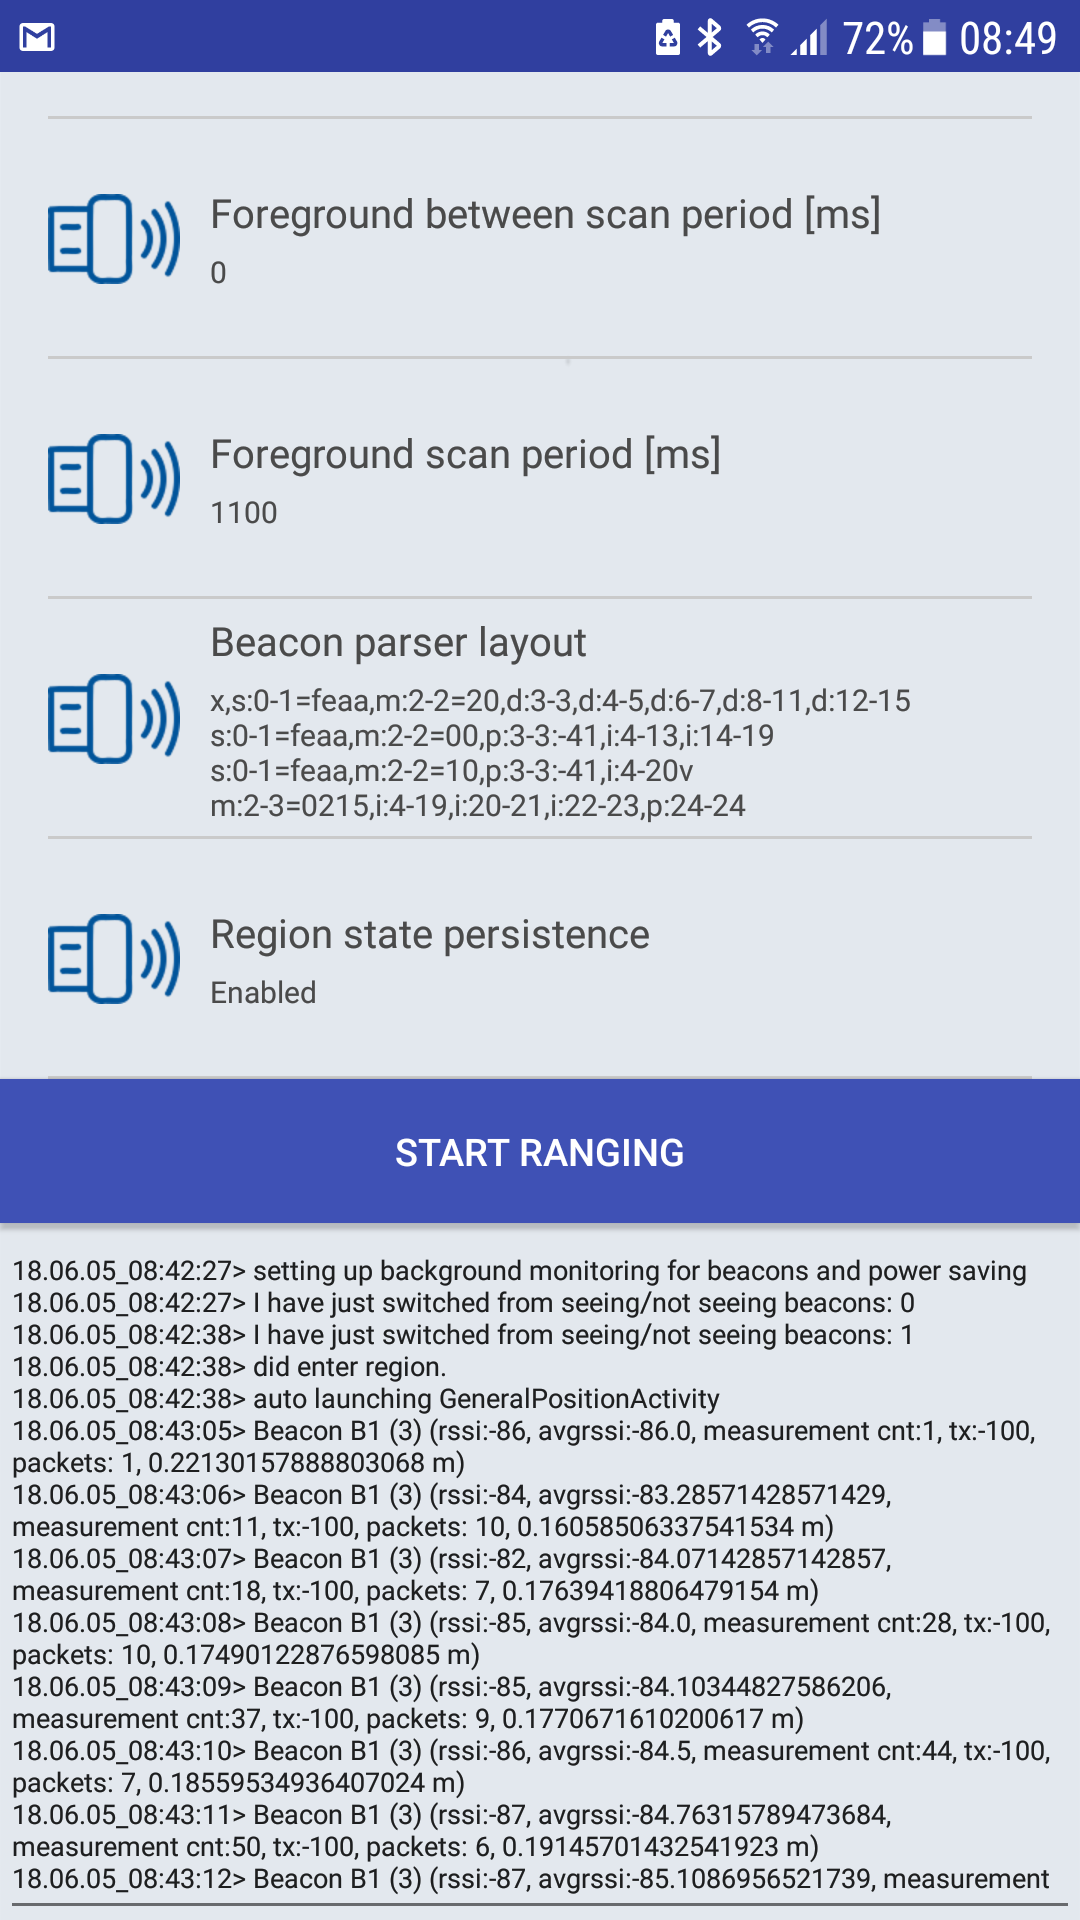 72% 08:49
Foreground between scan period [ms]
0
Foreground scan period [ms]
1100
Beacon parser layout
x,s:0-1=feaa,m:2-2=20,d:3-3,d:4-5,d:6-7,d:8-11,d:12-15
s:0-1=feaa,m:2-2=00,p:3-3:-41,i:4-13,i:14-19
s:0-1=feaa,m:2-2=10,p:3-3:-41,i:4-20v
m:2-3=0215,i:4-19,i:20-21,i:22-23,p:24-24
Region state persistence
Enabled
START RANGING
18.06.05_08:42:27> setting up background monitoring for beacons and power saving
18.06.05_08:42:27> I have just switched from seeing/not seeing beacons: 0
18.06.05_08:42:38> I have just switched from seeing/not seeing beacons: 1
18.06.05_08:42:38> did enter region.
18.06.05_08:42:38> auto launching GeneralPositionActivity
18.06.05_08:43:05> Beacon B1 (3) (rssi:-86, avgrssi:-86.0, measurement cnt:1, tx:-100,
packets: 1, 0.22130157888803068 m)
18.06.05_08:43:06> Beacon B1 (3) (rssi:-84, avgrssi:-83.28571428571429,
measurement cnt:11, tx:-100, packets: 10, 0.16058506337541534 m)
18.06.05_08:43:07> Beacon B1 (3) (rssi:-82, avgrssi:-84.07142857142857,
measurement cnt:18, tx:-100, packets: 7, 0.17639418806479154 m)
18.06.05_08:43:08> Beacon B1 (3) (rssi:-85, avgrssi:-84.0, measurement cnt:28, tx:-100,
packets: 10, 0.17490122876598085 m)
18.06.05_08:43:09> Beacon B1 (3) (rssi:-85, avgrssi:-84.10344827586206,
measurement cnt:37, tx:-100, packets: 9, 0.1770671610200617 m)
18.06.05_08:43:10> Beacon B1 (3) (rssi:-86, avgrssi:-84.5, measurement cnt:44, tx:-100,
packets: 7, 0.18559534936407024 m)
18.06.05_08:43:11> Beacon B1 (3) (rssi:-87, avgrssi:-84.76315789473684,
measurement cnt:50, tx:-100, packets: 6, 0.19145701432541923 m)
18.06.05_08:43:12> Beacon B1 (3) (rssi:-87, avgrssi:-85.1086956521739, measurement